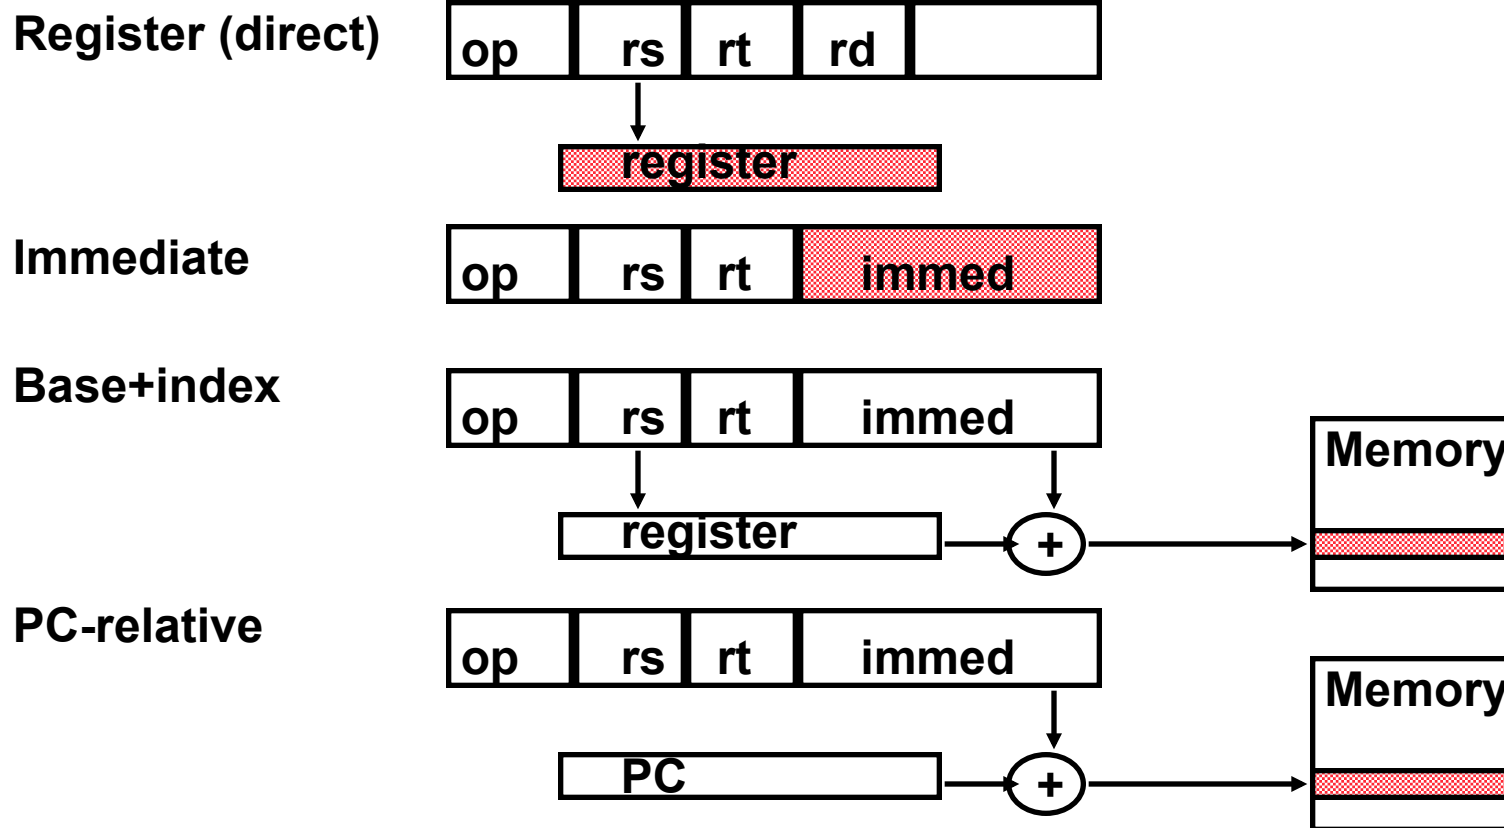 Register (direct)
op rs rt rd
register
Immediate
op rs rt immed
Base+index
op rs rt immed
Memory
register
+
PC-relative
op rs rt immed
Memory
PC
+